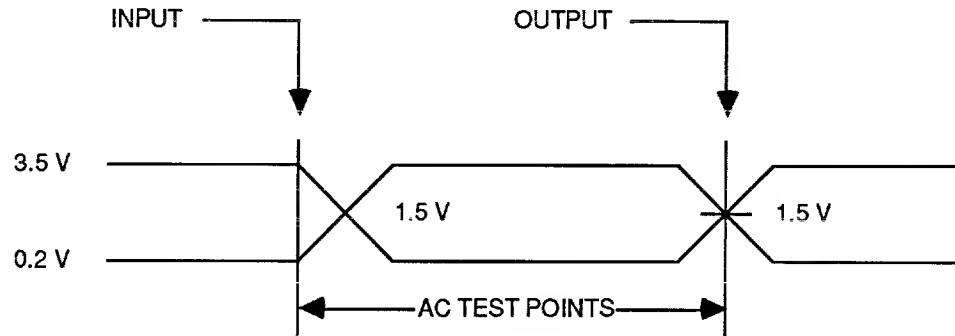 INPUT
OUTPUT
3.5 V
1.5 V
1.5 V
0.2 V
AC TEST POINTS